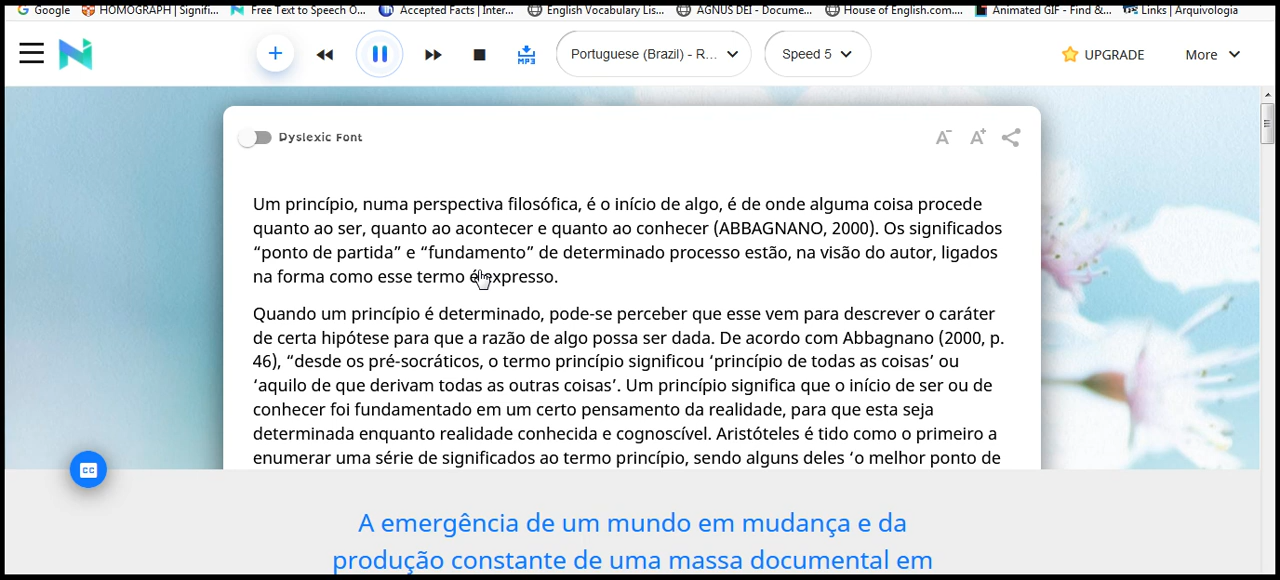 Google HOMOGRAPH | Signifi... Free Text to Speech O... Accepted Facts | Inter... English Vocabulary Lis... AGNUS DEI - Docume... House of English.com.... Animated GIF - Find &... Links | Arquivologia
MP3 Portuguese (Brazil) - R... Speed 5 UPGRADE More
Dyslexic Font A- A+
Um princípio, numa perspectiva filosófica, é o início de algo, é de onde alguma coisa procede
quanto ao ser, quanto ao acontecer e quanto ao conhecer (ABBAGNANO, 2000). Os significados
“ponto de partida” e “fundamento” de determinado processo estão, na visão do autor, ligados
na forma como esse termo é expresso.
Quando um princípio é determinado, pode-se perceber que esse vem para descrever o caráter
de certa hipótese para que a razão de algo possa ser dada. De acordo com Abbagnano (2000, p.
46), “desde os pré-socráticos, o termo princípio significou ‘princípio de todas as coisas’ ou
‘aquilo de que derivam todas as outras coisas’. Um princípio significa que o início de ser ou de
conhecer foi fundamentado em um certo pensamento da realidade, para que esta seja
determinada enquanto realidade conhecida e cognoscível. Aristóteles é tido como o primeiro a
enumerar uma série de significados ao termo princípio, sendo alguns deles ‘o melhor ponto de
CC
A emergência de um mundo em mudança e da
produção constante de uma massa documental em